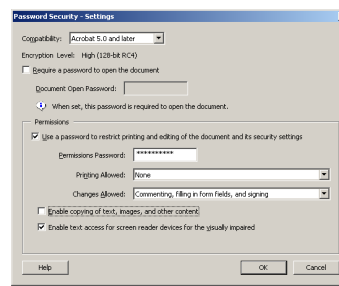 Password Security - Settings
Compatibility: Acrobat 5.0 and later
Encryption Level: High (128-bit RC4)
Require a password to open the document
Document Open Password:
When set, this password is required to open the document.
Permissions
Use a password to restrict printing and editing of the document and its security settings
Permissions Password: **********
Printing Allowed: None
Changes Allowed: Commenting, filling in form fields, and signing
Enable copying of text, images, and other content
Enable text access for screen reader devices for the visually impaired
Help OK Cancel